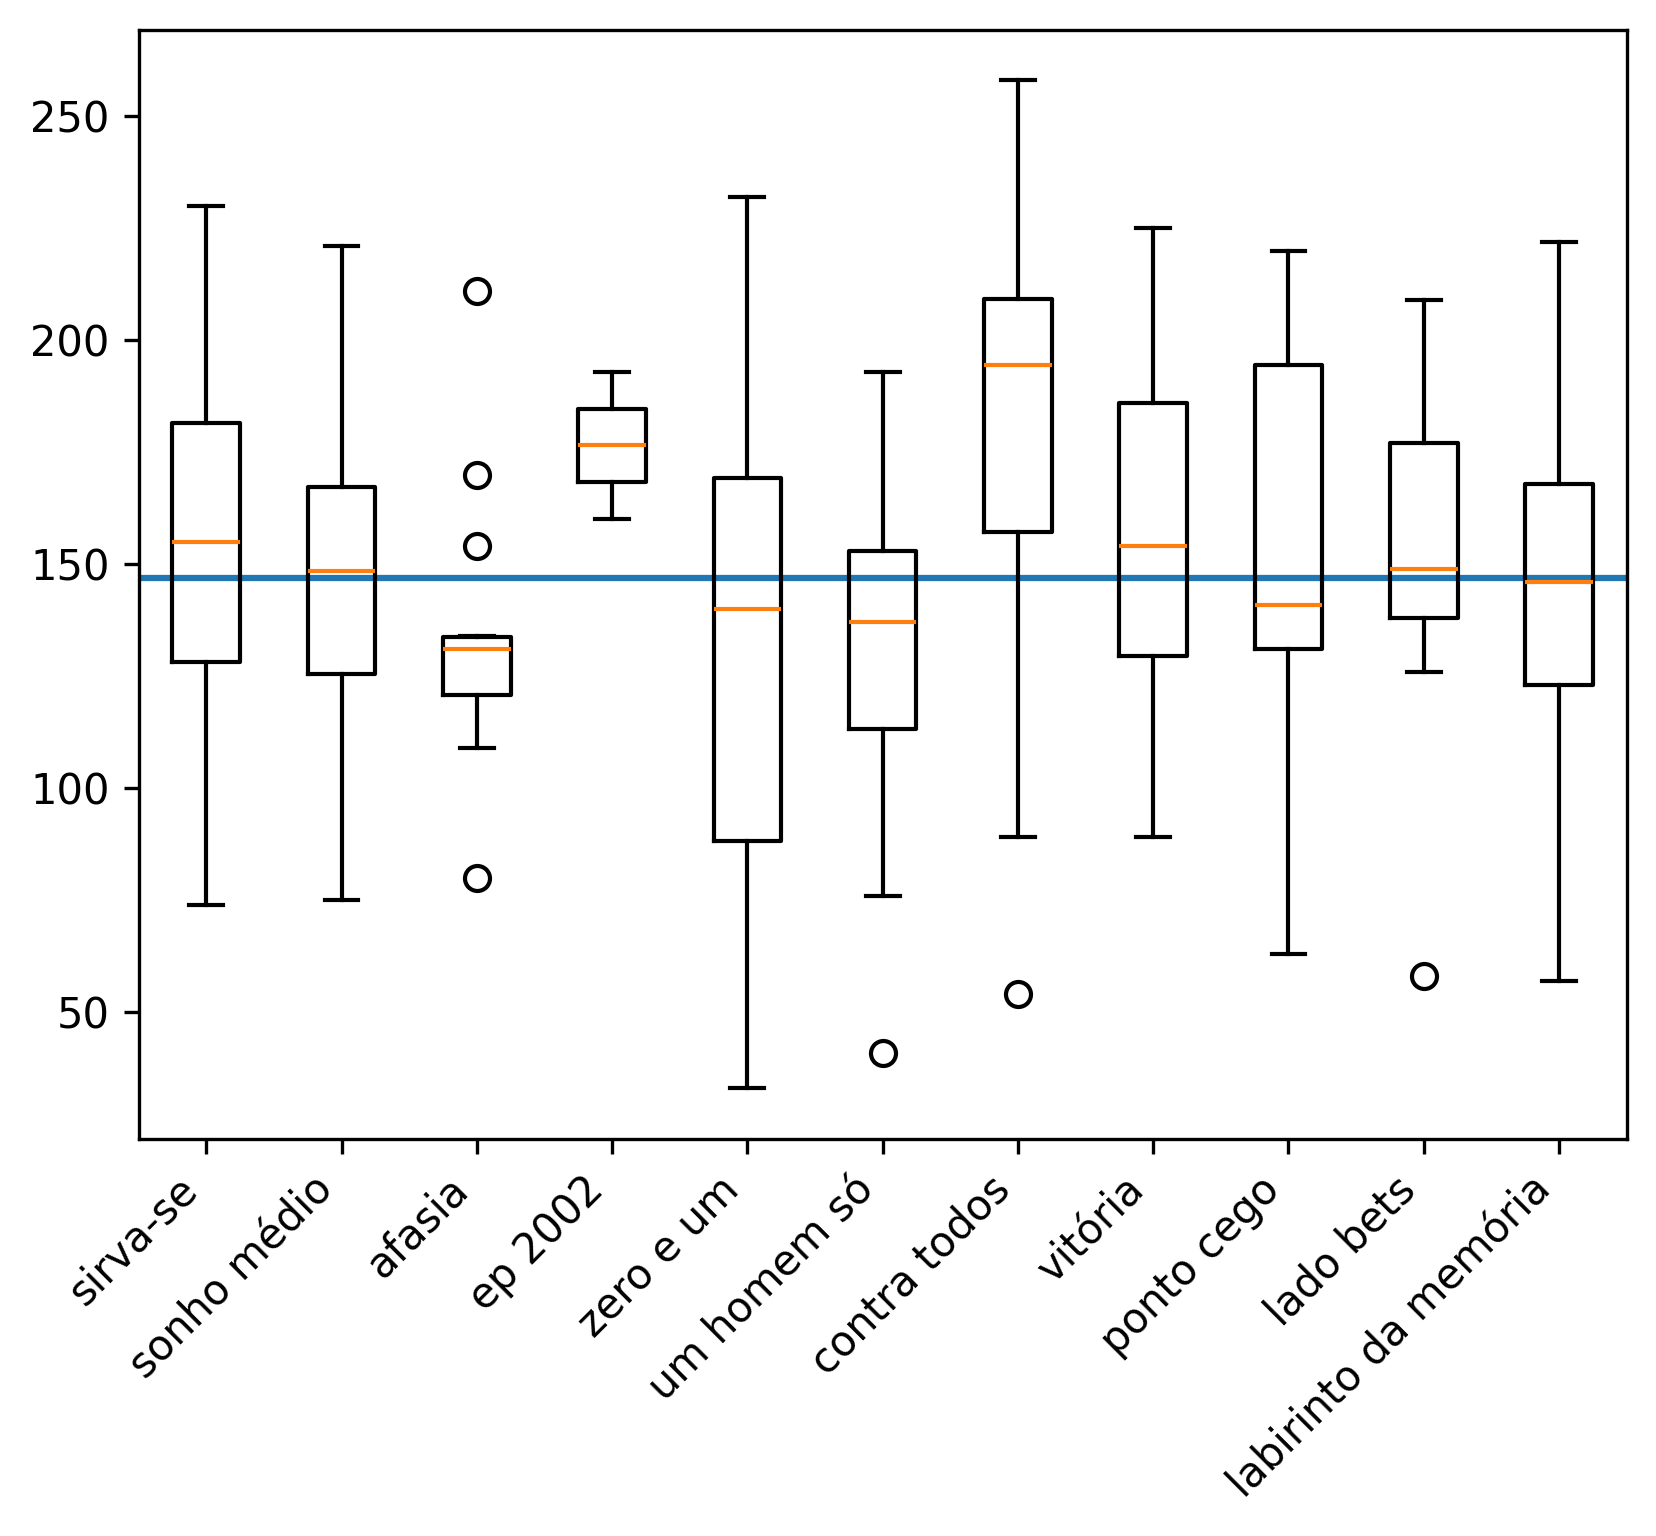 250
200
150
100
50
sirva-se
sonho médio
afasia
ep 2002
zero e um
um homem só
contra todos
vitória
ponto cego
lado bets
labirinto da memória